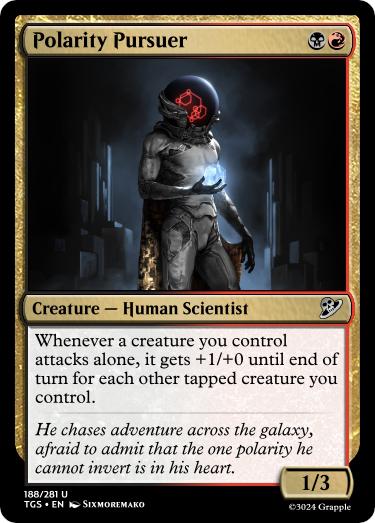 Polarity Pursuer
Creature — Human Scientist
Whenever a creature you control
attacks alone, it gets +1/+0 until end of
turn for each other tapped creature you
control.
He chases adventure across the galaxy,
afraid to admit that the one polarity he
cannot invert is in his heart.
1/3
188/281 U
TGS • EN Sixmoremako
©3024 Grapple